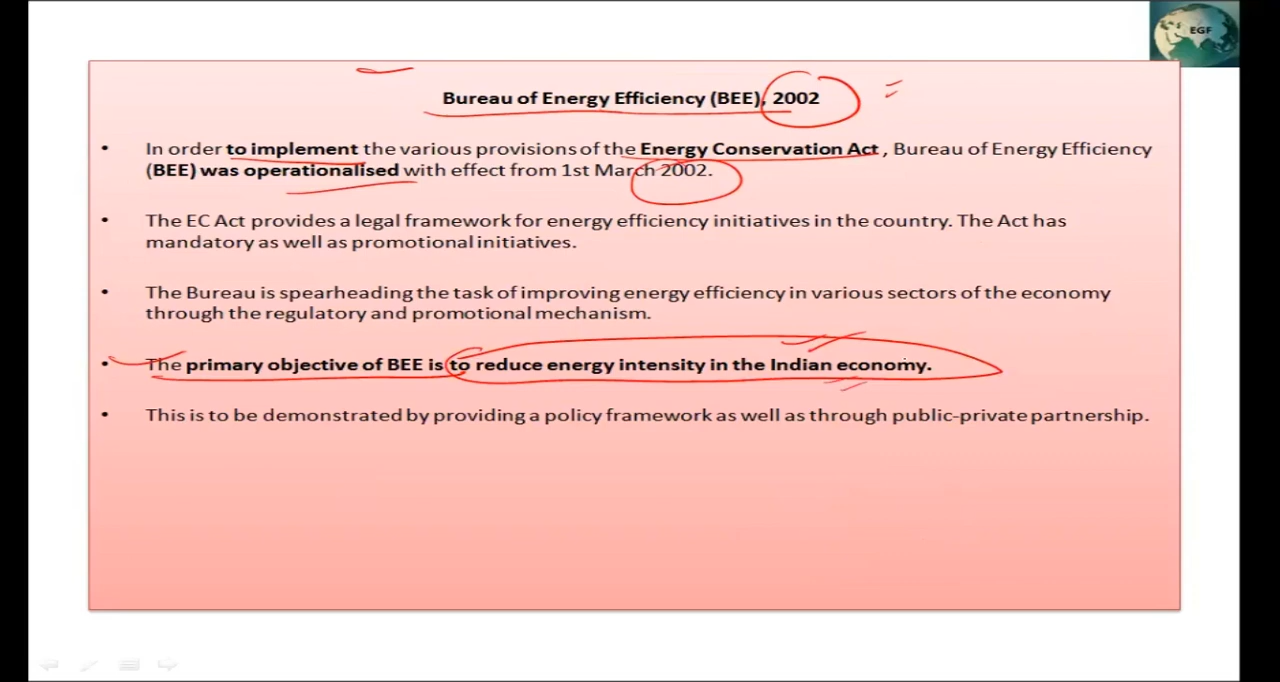 EGF
Bureau of Energy Efficiency (BEE), 2002
• In order to implement the various provisions of the Energy Conservation Act , Bureau of Energy Efficiency
(BEE) was operationalised with effect from 1st March 2002.
• The EC Act provides a legal framework for energy efficiency initiatives in the country. The Act has
mandatory as well as promotional initiatives.
• The Bureau is spearheading the task of improving energy efficiency in various sectors of the economy
through the regulatory and promotional mechanism.
• The primary objective of BEE is to reduce energy intensity in the Indian economy.
• This is to be demonstrated by providing a policy framework as well as through public-private partnership.